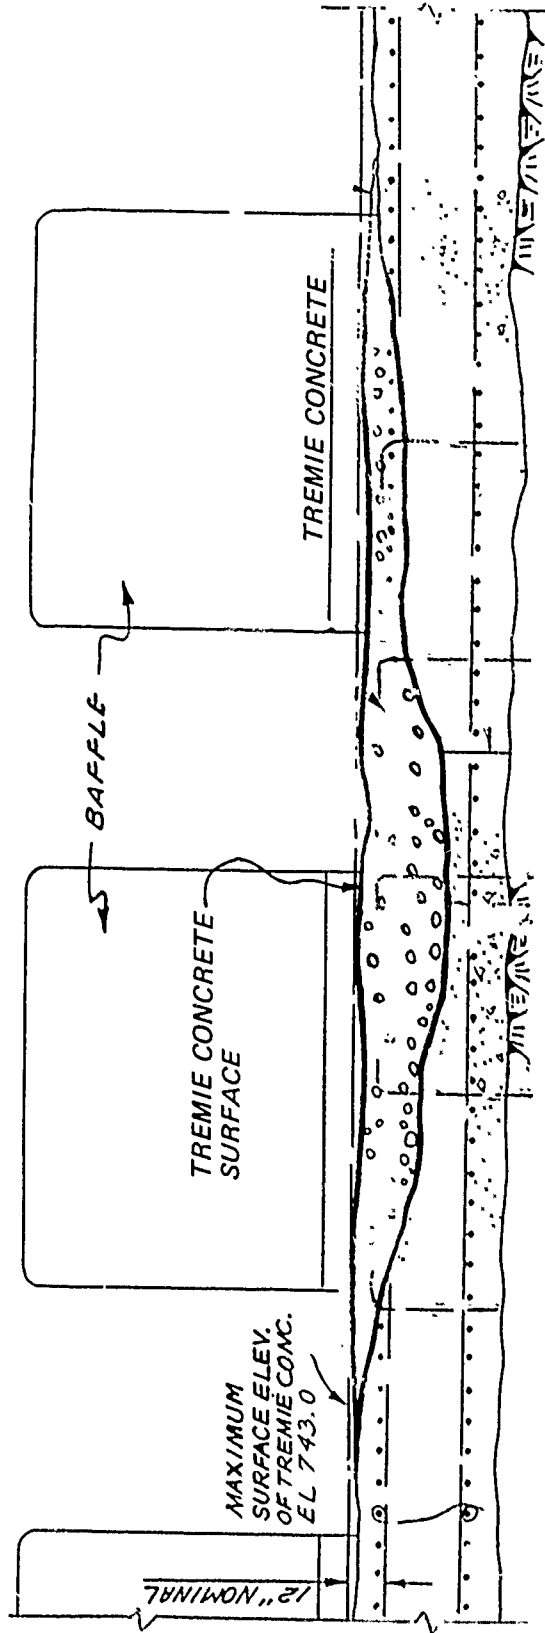 TREMIE CONCRETE
BAFFLE
TREMIE CONCRETE
SURFACE
MAXIMUM
SURFACE ELEV.
OF TREMIE CONC.
EL 743.0
12" NOMINAL